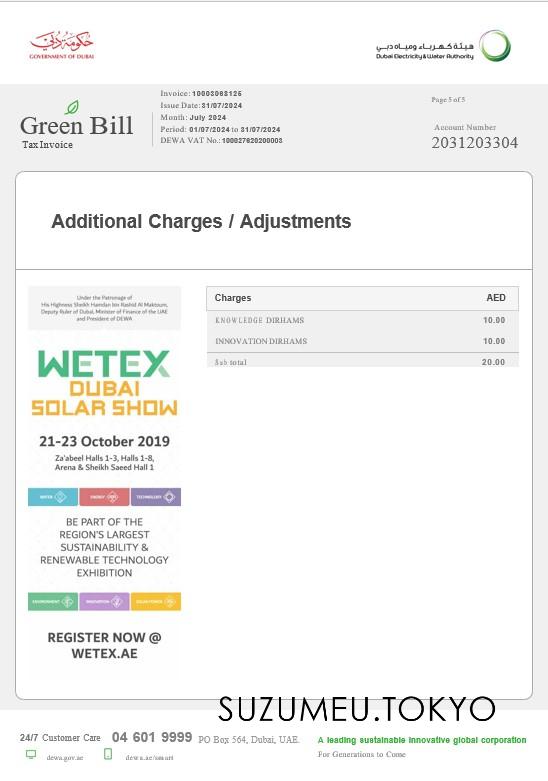 حكومة دبي
GOVERNMENT OF DUBAI
هيئة كهرباء ومياه دبي
Dubai Electricity & Water Authority
Green Bill
Tax Invoice
Invoice: 10003068125
Issue Date: 31/07/2024
Month: July 2024
Period: 01/07/2024 to 31/07/2024
DEWA VAT No.: 100027620200003
Page 5 of 5
Account Number
2031203304
Additional Charges / Adjustments
Under the Patronage of
His Highness Sheikh Hamdan bin Rashid Al Maktoum,
Deputy Ruler of Dubai, Minister of Finance of the UAE
and President of DEWA
WETEX
DUBAI
SOLAR SHOW
21-23 October 2019
Za'abeel Halls 1-3, Halls 1-8,
Arena & Sheikh Saeed Hall 1
WATER ENERGY TECHNOLOGY
BE PART OF THE
REGION'S LARGEST
SUSTAINABILITY &
RENEWABLE TECHNOLOGY
EXHIBITION
ENVIRONMENT INNOVATION SOLAR POWER
REGISTER NOW @
WETEX.AE
Charges AED
KNOWLEDGE DIRHAMS 10.00
INNOVATION DIRHAMS 10.00
Sub total 20.00
SUZUMEU.TOKYO
24/7 Customer Care 04 601 9999 PO Box 564, Dubai, UAE.
dewa.gov.ae dewa.ae/smart
A leading sustainable innovative global corporation
For Generations to Come